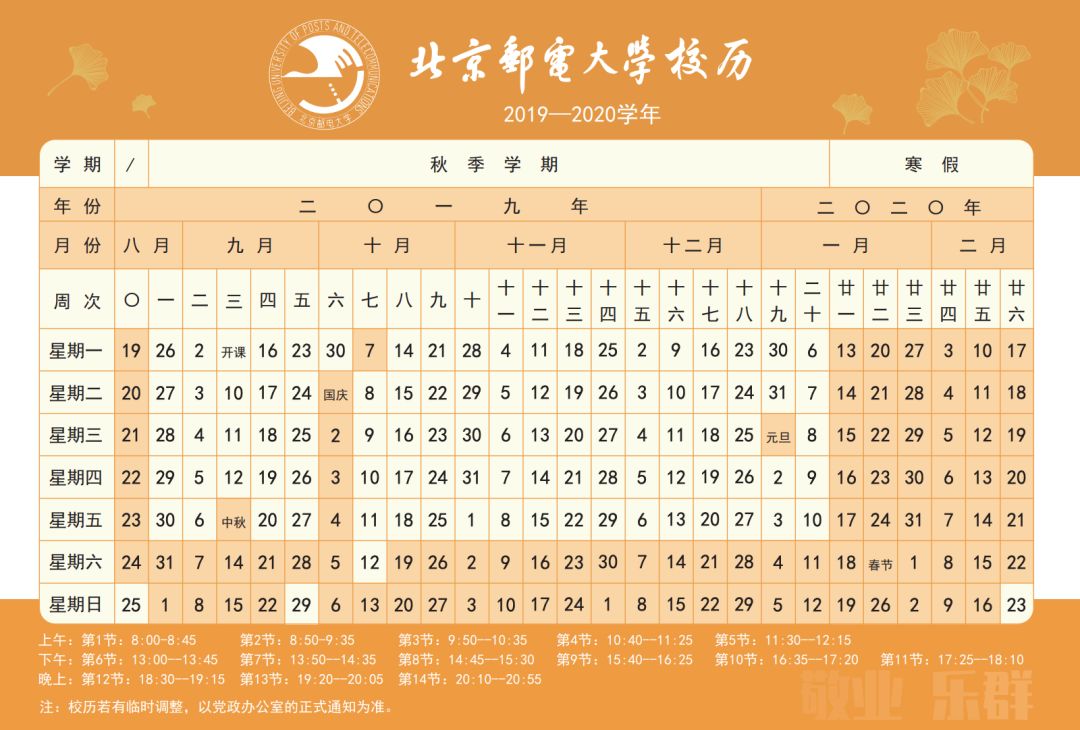 BEIJING UNIVERSITY OF POSTS AND TELECOMMUNICATIONS
北京邮电大学
北京郵電大學校历
2019—2020学年
学期 / 秋季学期 寒假
年份 二〇一九年 二〇二〇年
月份 八月 九月 十月 十一月 十二月 一月 二月
周次 〇 一 二 三 四 五 六 七 八 九 十 十一 十二 十三 十四 十五 十六 十七 十八 十九 二十 廿一 廿二 廿三 廿四 廿五 廿六
星期一 19 26 2 开课 16 23 30 7 14 21 28 4 11 18 25 2 9 16 23 30 6 13 20 27 3 10 17
星期二 20 27 3 10 17 24 国庆 8 15 22 29 5 12 19 26 3 10 17 24 31 7 14 21 28 4 11 18
星期三 21 28 4 11 18 25 2 9 16 23 30 6 13 20 27 4 11 18 25 元旦 8 15 22 29 5 12 19
星期四 22 29 5 12 19 26 3 10 17 24 31 7 14 21 28 5 12 19 26 2 9 16 23 30 6 13 20
星期五 23 30 6 中秋 20 27 4 11 18 25 1 8 15 22 29 6 13 20 27 3 10 17 24 31 7 14 21
星期六 24 31 7 14 21 28 5 12 19 26 2 9 16 23 30 7 14 21 28 4 11 18 春节 1 8 15 22
星期日 25 1 8 15 22 29 6 13 20 27 3 10 17 24 1 8 15 22 29 5 12 19 26 2 9 16 23
上午：第1节：8:00-8:45 第2节：8:50-9:35 第3节：9:50--10:35 第4节：10:40--11:25 第5节：11:30--12:15
下午：第6节：13:00--13:45 第7节：13:50--14:35 第8节：14:45--15:30 第9节：15:40--16:25 第10节：16:35--17:20 第11节：17:25--18:10
晚上：第12节：18:30--19:15 第13节：19:20--20:05 第14节：20:10--20:55
注：校历若有临时调整，以党政办公室的正式通知为准。
敬业 乐群